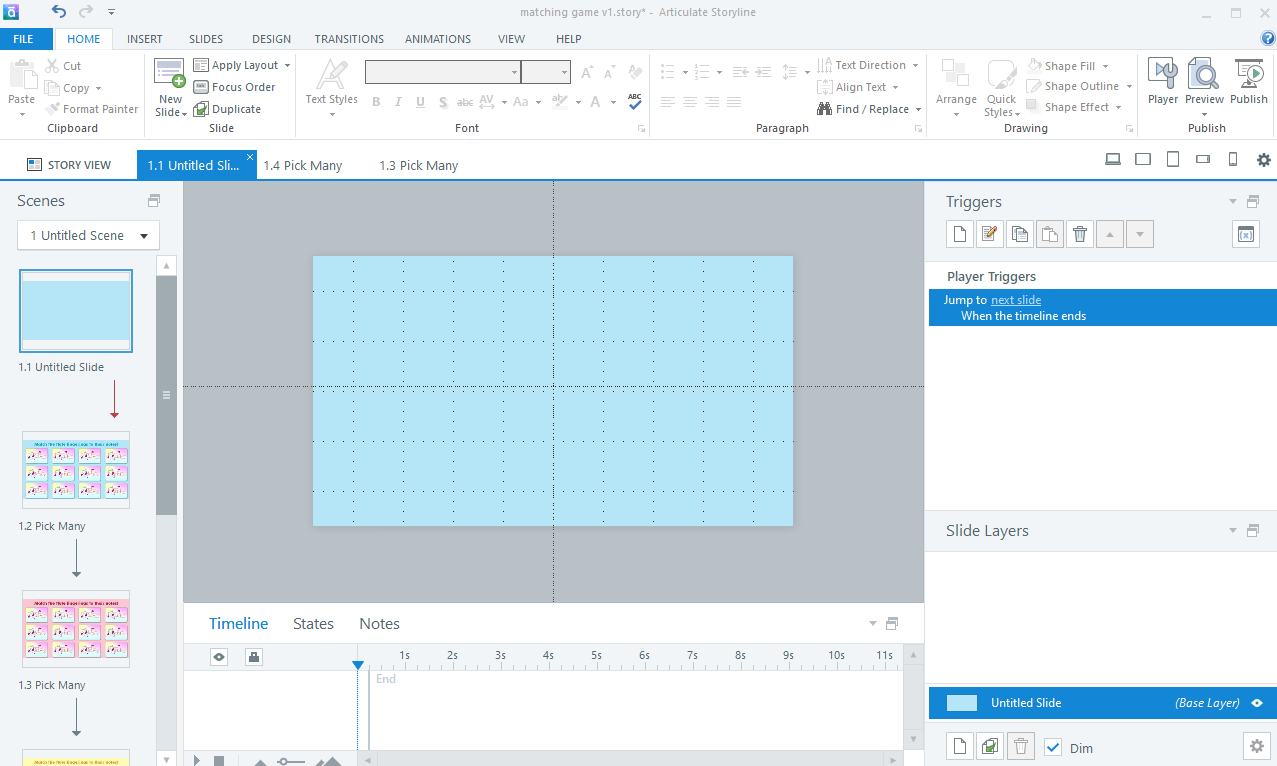 matching game v1.story* - Articulate Storyline
FILE HOME INSERT SLIDES DESIGN TRANSITIONS ANIMATIONS VIEW HELP
Paste
Cut
Copy
Format Painter
Clipboard
New Slide
Apply Layout
Focus Order
Duplicate
Slide
Text Styles
B I U S abc AV Aa A ABC
Font
Text Direction
Align Text
Find / Replace
Paragraph
Arrange
Quick Styles
Shape Fill
Shape Outline
Shape Effect
Drawing
Player
Preview
Publish
Publish
STORY VIEW 1.1 Untitled Sli... 1.4 Pick Many 1.3 Pick Many
Scenes
1 Untitled Scene
1.1 Untitled Slide
1.2 Pick Many
1.3 Pick Many
Triggers
Player Triggers
Jump to next slide
When the timeline ends
Slide Layers
Untitled Slide (Base Layer)
Dim
Timeline States Notes
1s 2s 3s 4s 5s 6s 7s 8s 9s 10s 11s
End